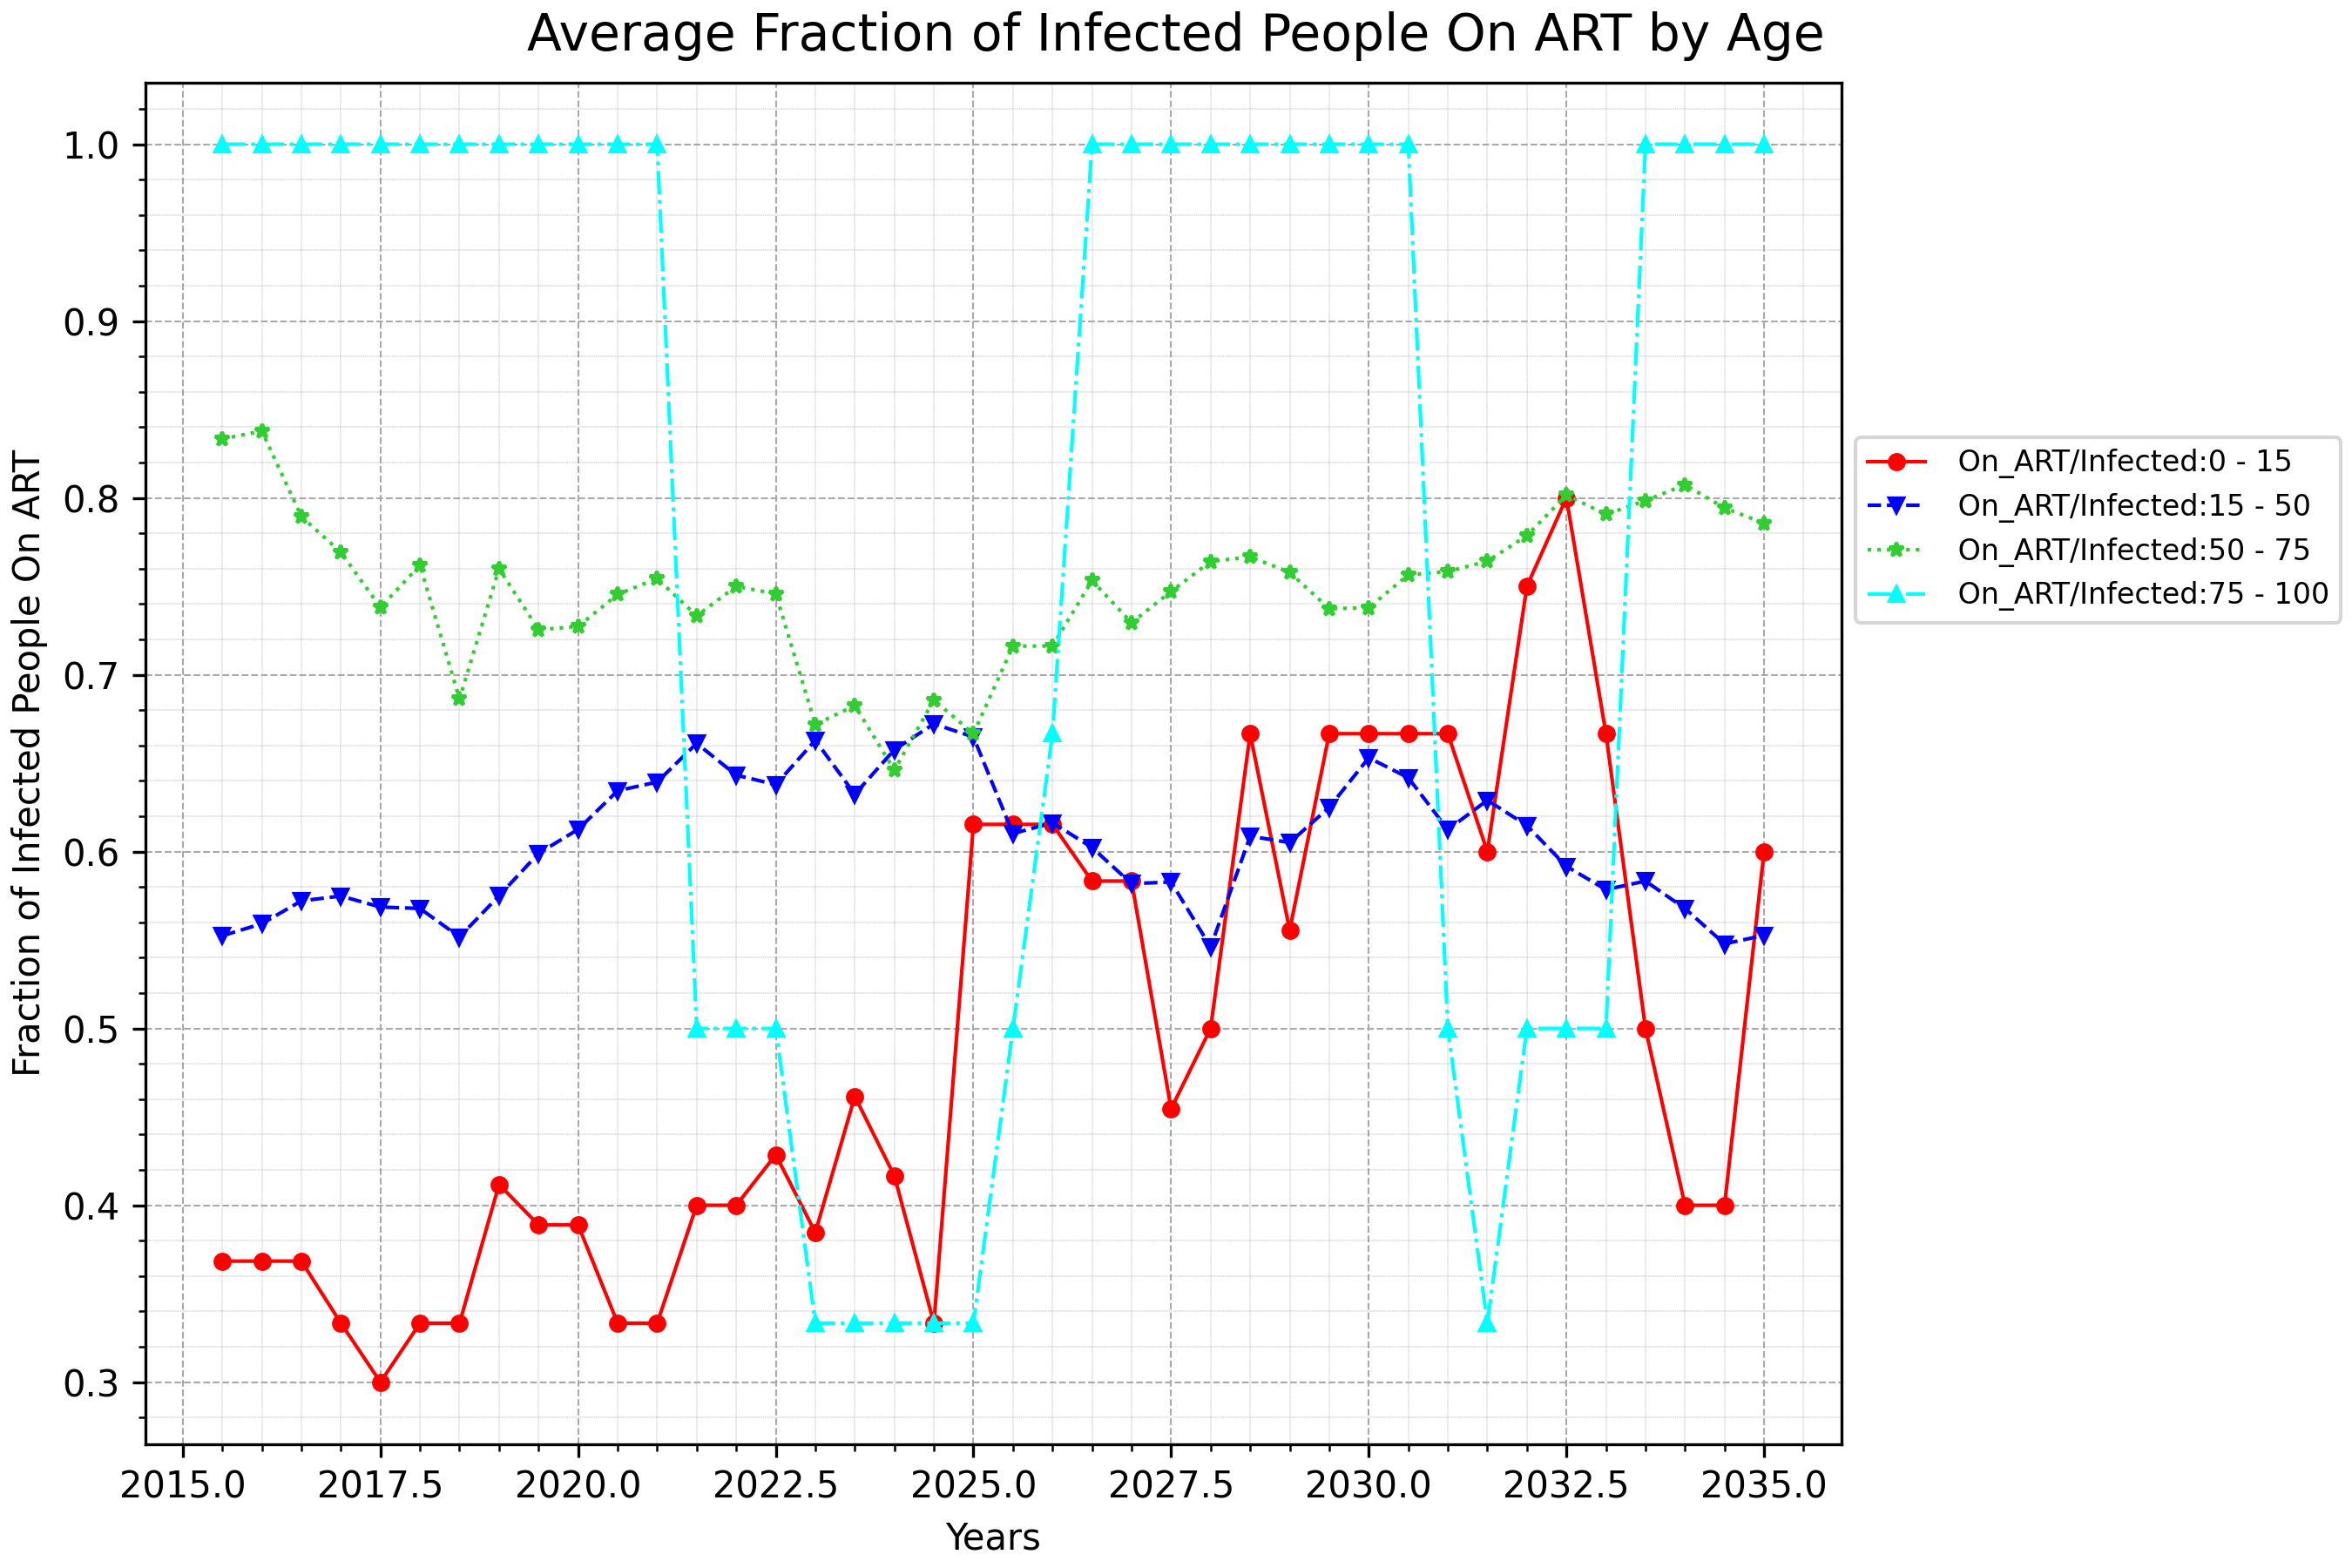 Average Fraction of Infected People On ART by Age
Fraction of Infected People On ART
1.0
0.9
0.8
0.7
0.6
0.5
0.4
0.3
2015.0 2017.5 2020.0 2022.5 2025.0 2027.5 2030.0 2032.5 2035.0
Years
On_ART/Infected:0 - 15
On_ART/Infected:15 - 50
On_ART/Infected:50 - 75
On_ART/Infected:75 - 100